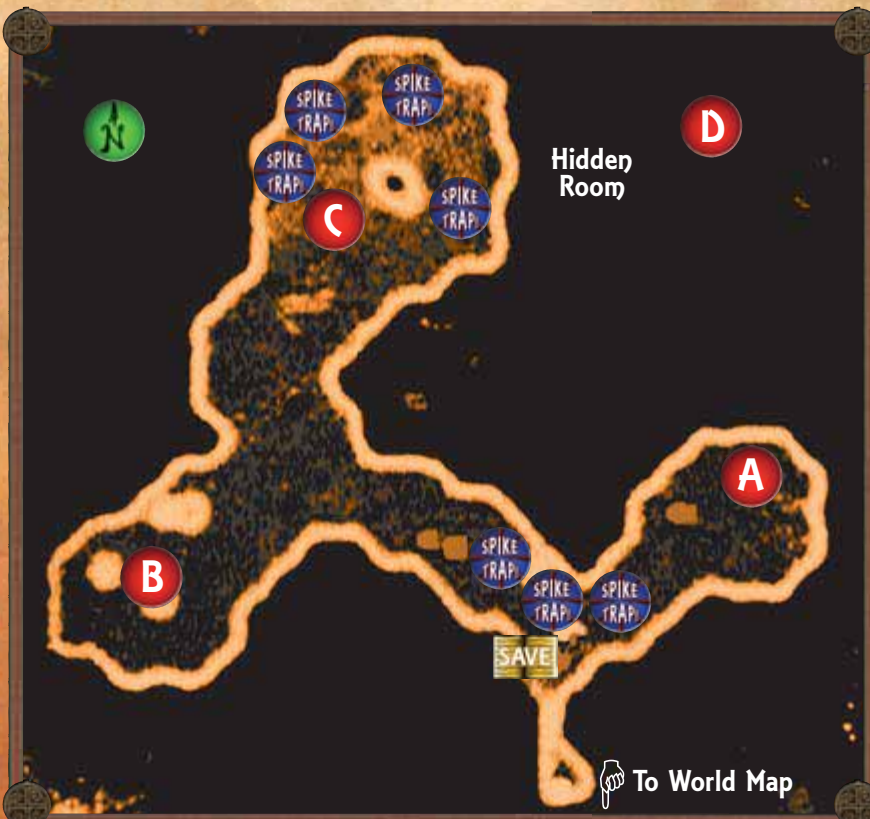 SPIKE
TRAP!
SPIKE
TRAP!
N
D
Hidden
Room
SPIKE
TRAP!
SPIKE
TRAP!
C
A
SPIKE
TRAP!
B
SPIKE
TRAP!
SPIKE
TRAP!
SAVE
To World Map